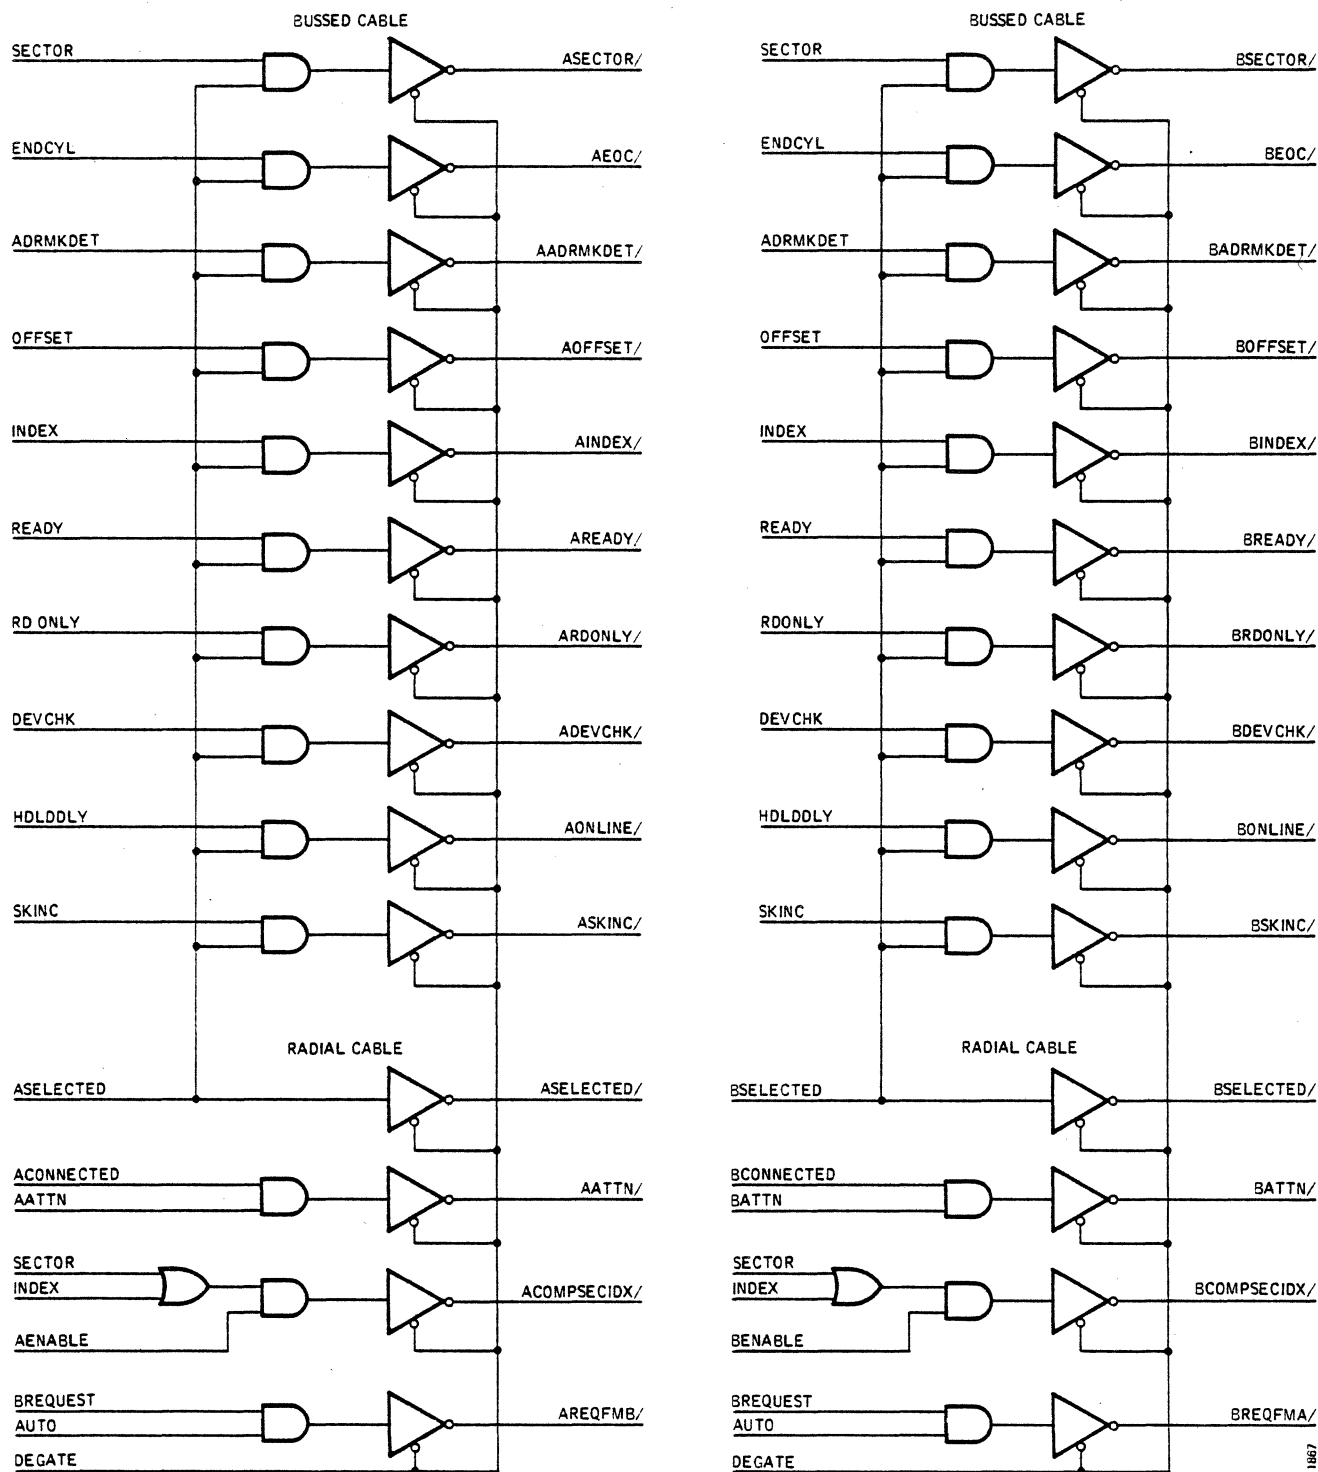 BUSSED CABLE
SECTOR
ASECTOR/
ENDCYL
AEOC/
ADRMKDET
AADRMKDET/
OFFSET
AOFFSET/
INDEX
AINDEX/
READY
AREADY/
RD ONLY
ARDONLY/
DEVCHK
ADEVCHK/
HDLDDLY
AONLINE/
SKINC
ASKINC/
RADIAL CABLE
ASELECTED
ASELECTED/
ACONNECTED
AATTN
AATTN/
SECTOR
INDEX
ACOMPSECIDX/
AENABLE
BREQUEST
AUTO
AREQFMB/
DEGATE
BUSSED CABLE
SECTOR
BSECTOR/
ENDCYL
BEOC/
ADRMKDET
BADRMKDET/
OFFSET
BOFFSET/
INDEX
BINDEX/
READY
BREADY/
RDONLY
BRDONLY/
DEVCHK
BDEVCHK/
HDLDDLY
BONLINE/
SKINC
BSKINC/
RADIAL CABLE
BSELECTED
BSELECTED/
BCONNECTED
BATTN
BATTN/
SECTOR
INDEX
BCOMPSECIDX/
BENABLE
BREQUEST
AUTO
BREQFMA/
DEGATE
1867